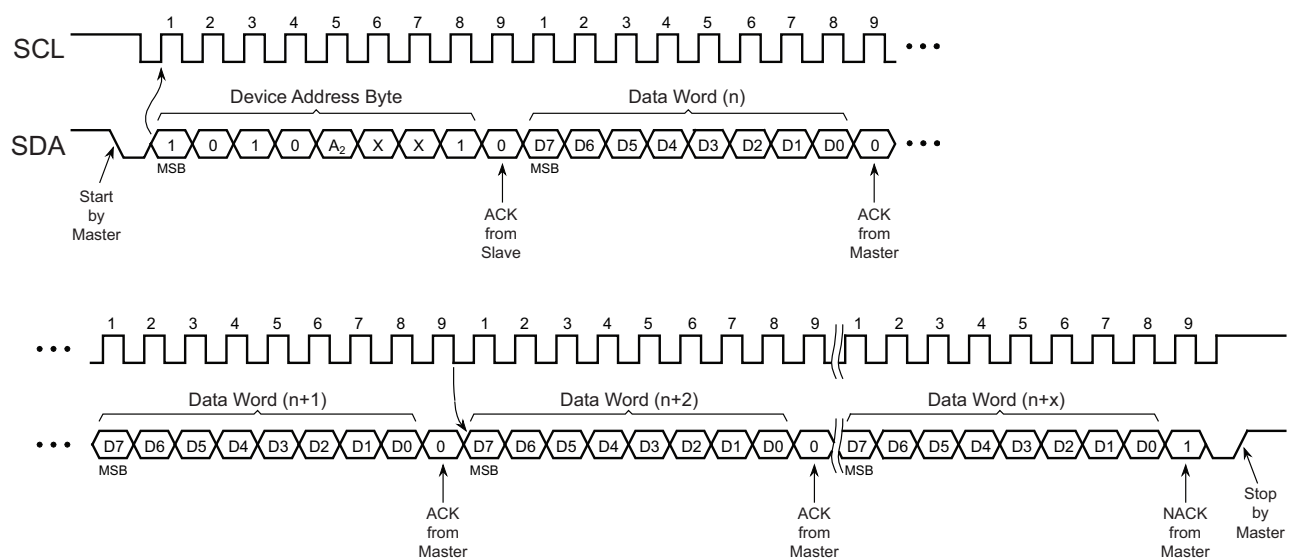 1 2 3 4 5 6 7 8 9 1 2 3 4 5 6 7 8 9
SCL
Device Address Byte Data Word (n)
SDA 1 0 1 0 A2 X X 1 0 D7 D6 D5 D4 D3 D2 D1 D0 0
MSB MSB
Start
by
Master
ACK
from
Slave
ACK
from
Master
1 2 3 4 5 6 7 8 9 1 2 3 4 5 6 7 8 9 1 2 3 4 5 6 7 8 9
Data Word (n+1) Data Word (n+2) Data Word (n+x)
D7 D6 D5 D4 D3 D2 D1 D0 0 D7 D6 D5 D4 D3 D2 D1 D0 0 D7 D6 D5 D4 D3 D2 D1 D0 1
MSB MSB MSB
ACK
from
Master
ACK
from
Master
NACK
from
Master
Stop
by
Master